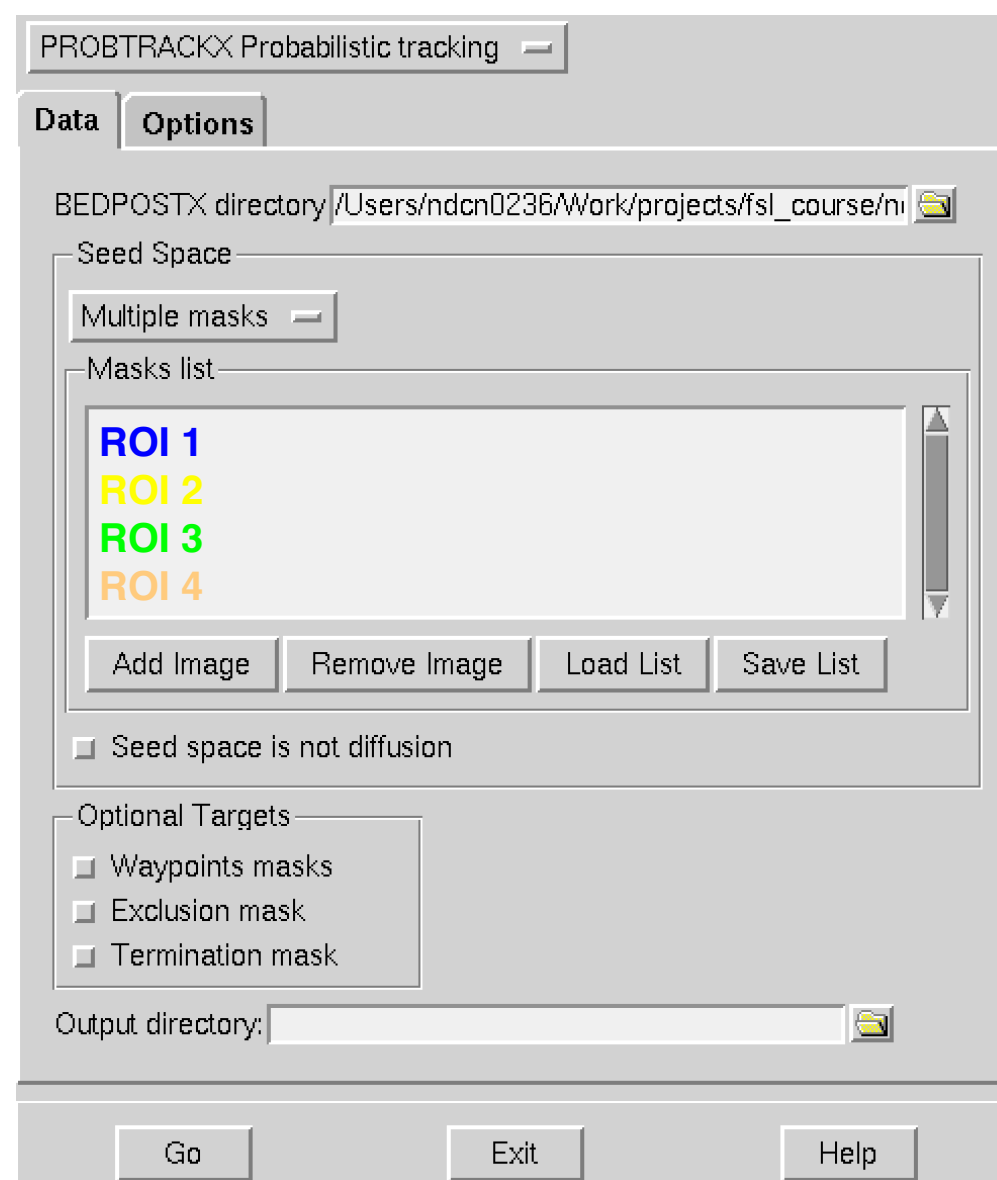 PROBTRACKX Probabilistic tracking
Data Options
BEDPOSTX directory /Users/ndcn0236/Work/projects/fsl_course/
Seed Space
Multiple masks
Masks list
ROI 1
ROI 2
ROI 3
ROI 4
Add Image Remove Image Load List Save List
Seed space is not diffusion
Optional Targets
Waypoints masks
Exclusion mask
Termination mask
Output directory:
Go Exit Help